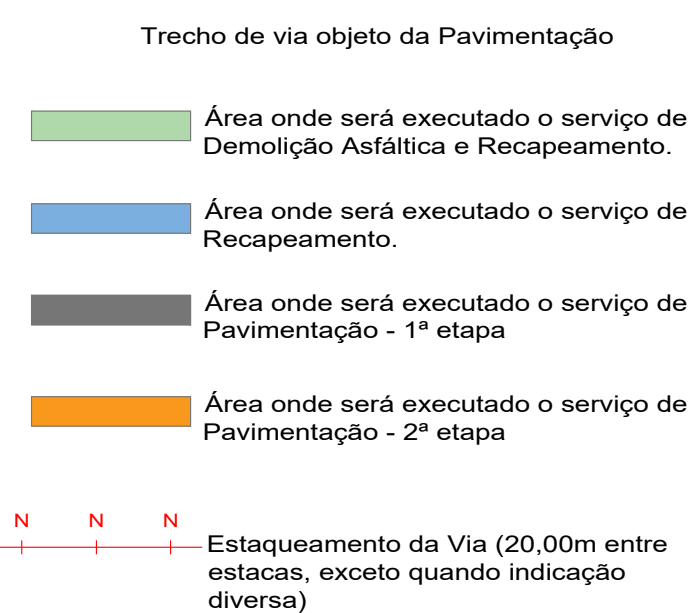 Trecho de via objeto da Pavimentação
Área onde será executado o serviço de
Demolição Asfáltica e Recapeamento.
Área onde será executado o serviço de
Recapeamento.
Área onde será executado o serviço de
Pavimentação - 1ª etapa
Área onde será executado o serviço de
Pavimentação - 2ª etapa
N N N
Estaqueamento da Via (20,00m entre
estacas, exceto quando indicação
diversa)